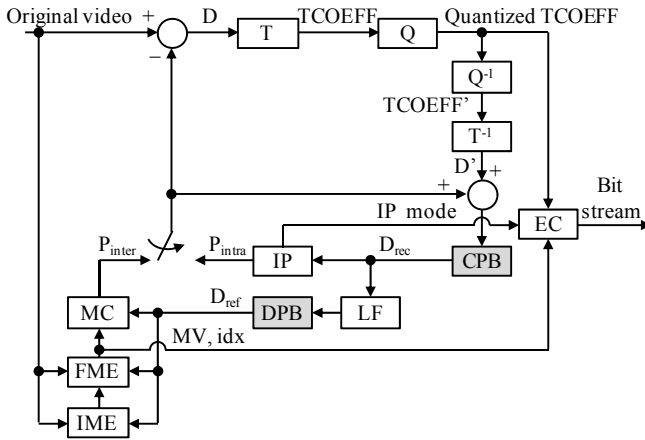 Original video
+
D
TCOEFF
Quantized TCOEFF
T
Q
−
Q-1
TCOEFF'
T-1
D'
+
+
Bit
stream
IP mode
EC
Pinter
Pintra
IP
Drec
CPB
MC
Dref
DPB
LF
MV, idx
FME
IME